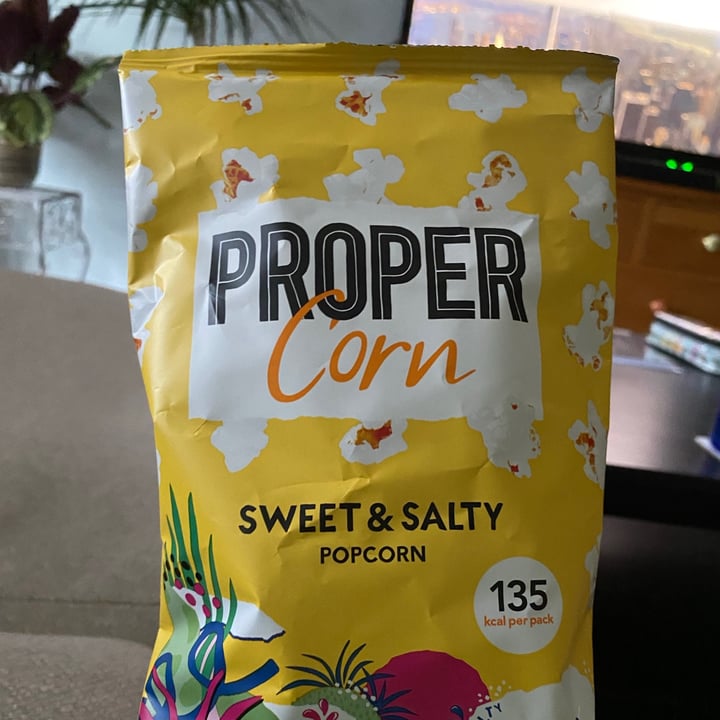 PROPER
Corn
SWEET & SALTY
POPCORN
135
kcal per pack